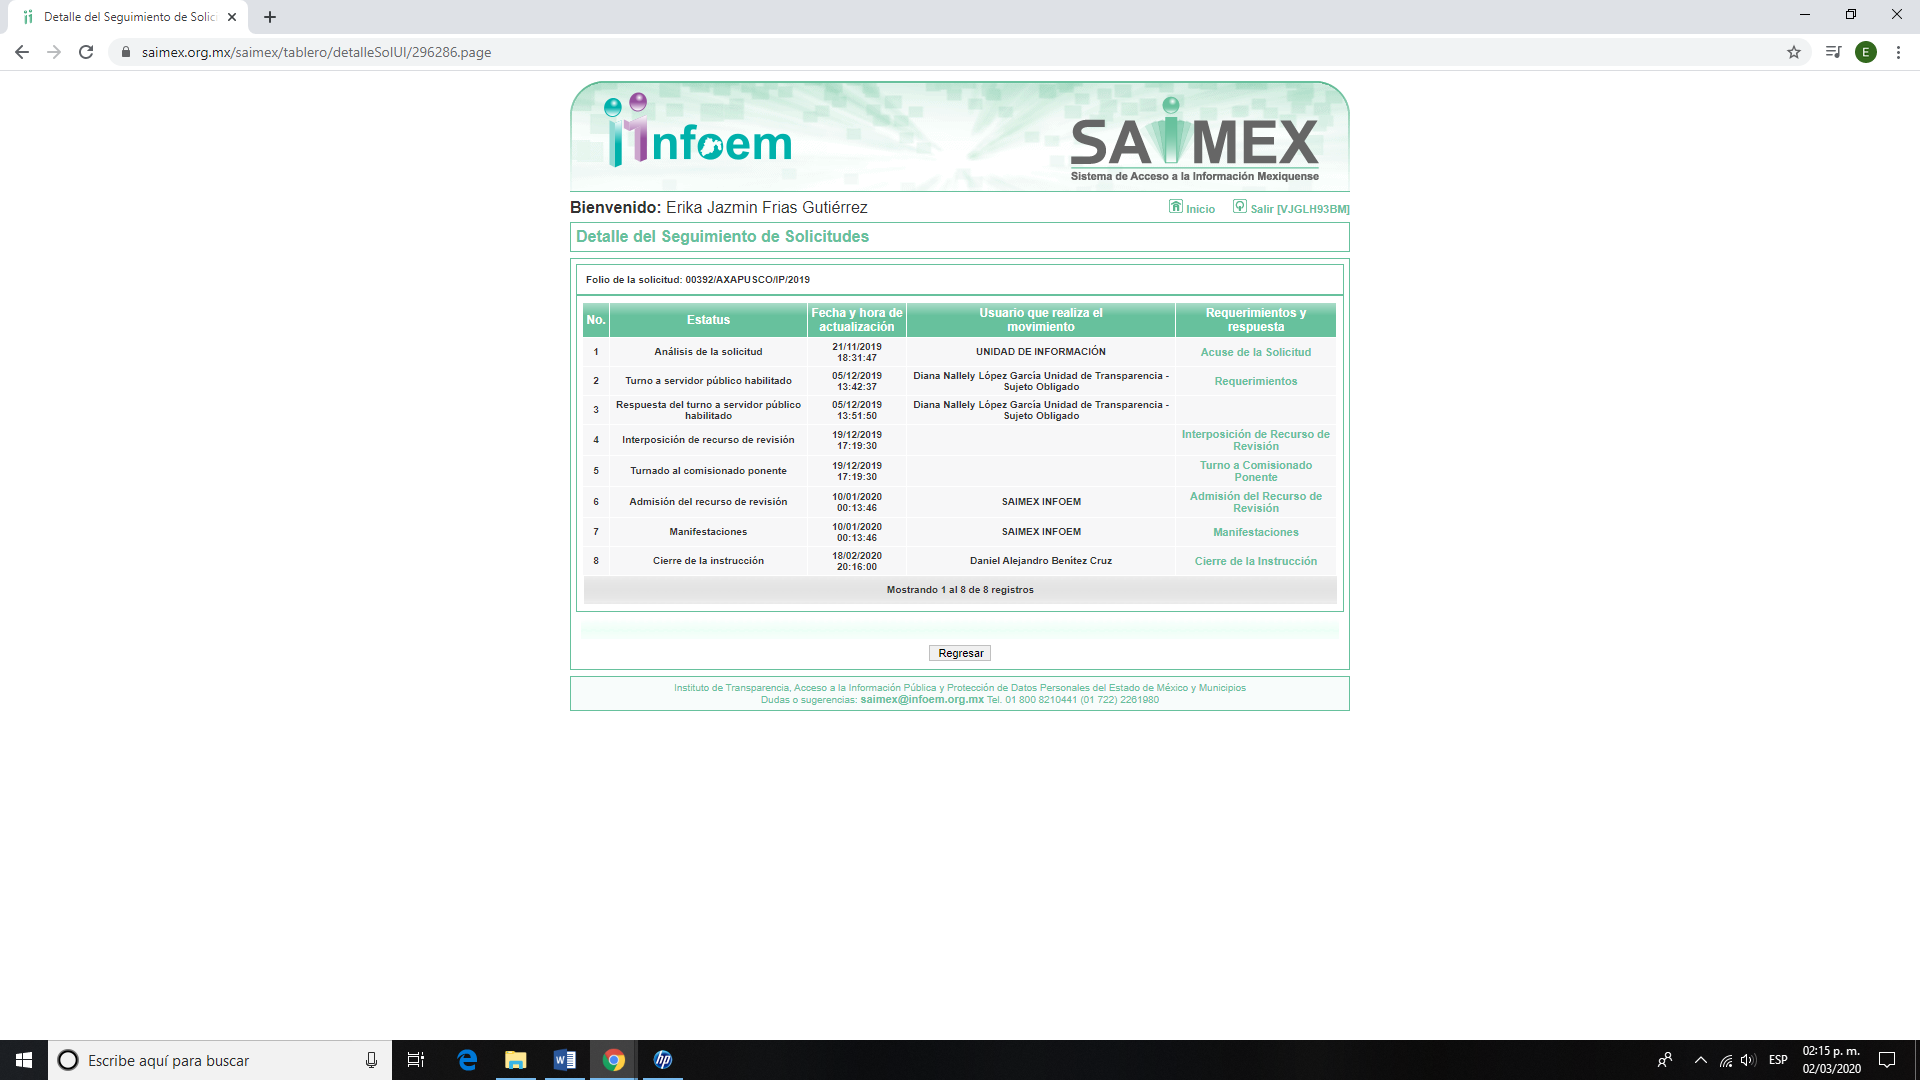 Detalle del Seguimiento de Solici
saimex.org.mx/saimex/tablero/detalleSolUI/296286.page
E
infoem
SAIMEX
Sistema de Acceso a la Información Mexiquense
Bienvenido: Erika Jazmin Frias Gutiérrez
Inicio
Salir [VJGLH93BM]
Detalle del Seguimiento de Solicitudes
Folio de la solicitud: 00392/AXAPUSCO/IP/2019
No. Estatus Fecha y hora de actualización Usuario que realiza el movimiento Requerimientos y respuesta
1 Análisis de la solicitud 21/11/2019 18:31:47 UNIDAD DE INFORMACIÓN Acuse de la Solicitud
2 Turno a servidor público habilitado 05/12/2019 13:42:37 Diana Nallely López García Unidad de Transparencia - Sujeto Obligado Requerimientos
3 Respuesta del turno a servidor público habilitado 05/12/2019 13:51:50 Diana Nallely López García Unidad de Transparencia - Sujeto Obligado
4 Interposición de recurso de revisión 19/12/2019 17:19:30 Interposición de Recurso de Revisión
5 Turnado al comisionado ponente 19/12/2019 17:19:30 Turno a Comisionado Ponente
6 Admisión del recurso de revisión 10/01/2020 00:13:46 SAIMEX INFOEM Admisión del Recurso de Revisión
7 Manifestaciones 10/01/2020 00:13:46 SAIMEX INFOEM Manifestaciones
8 Cierre de la instrucción 18/02/2020 20:16:00 Daniel Alejandro Benítez Cruz Cierre de la Instrucción
Mostrando 1 al 8 de 8 registros
Regresar
Instituto de Transparencia, Acceso a la Información Pública y Protección de Datos Personales del Estado de México y Municipios
Dudas o sugerencias: saimex@infoem.org.mx Tel. 01 800 8210441 (01 722) 2261980
Escribe aquí para buscar
ESP
02:15 p. m.
02/03/2020